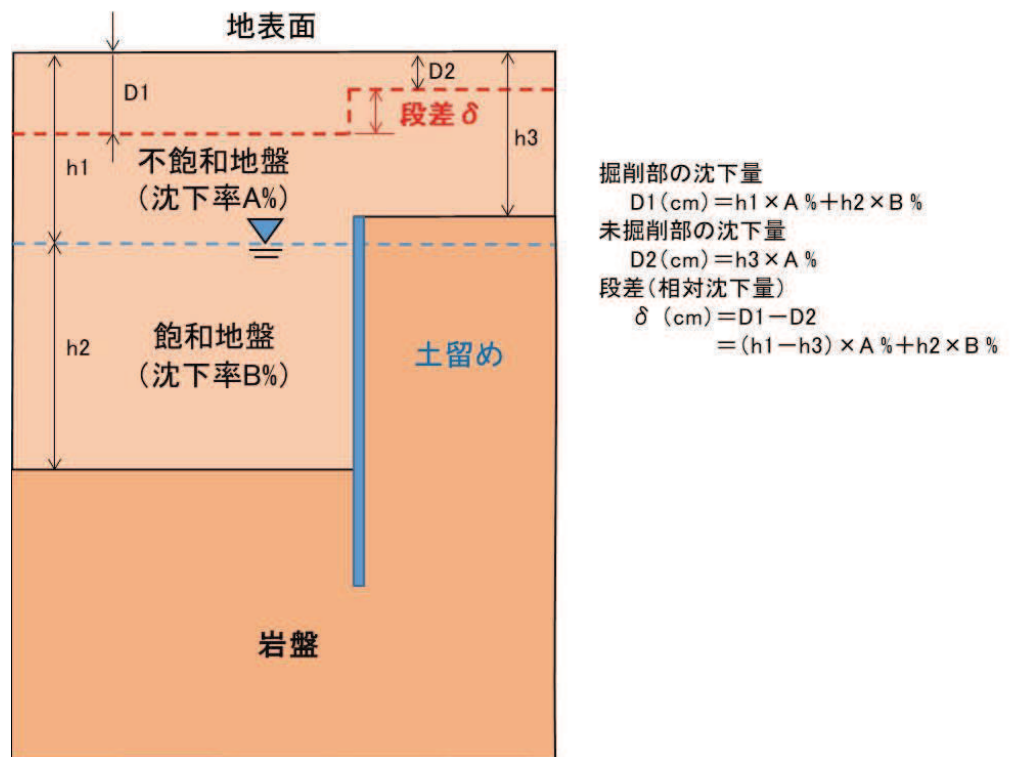 地表面
D1
D2
段差δ
h1
h3
不飽和地盤
(沈下率A%)
h2
飽和地盤
(沈下率B%)
土留め
岩盤
掘削部の沈下量
D1(cm)=h1×A%+h2×B%
未掘削部の沈下量
D2(cm)=h3×A%
段差(相対沈下量)
δ (cm)=D1-D2
=(h1-h3)×A%+h2×B%